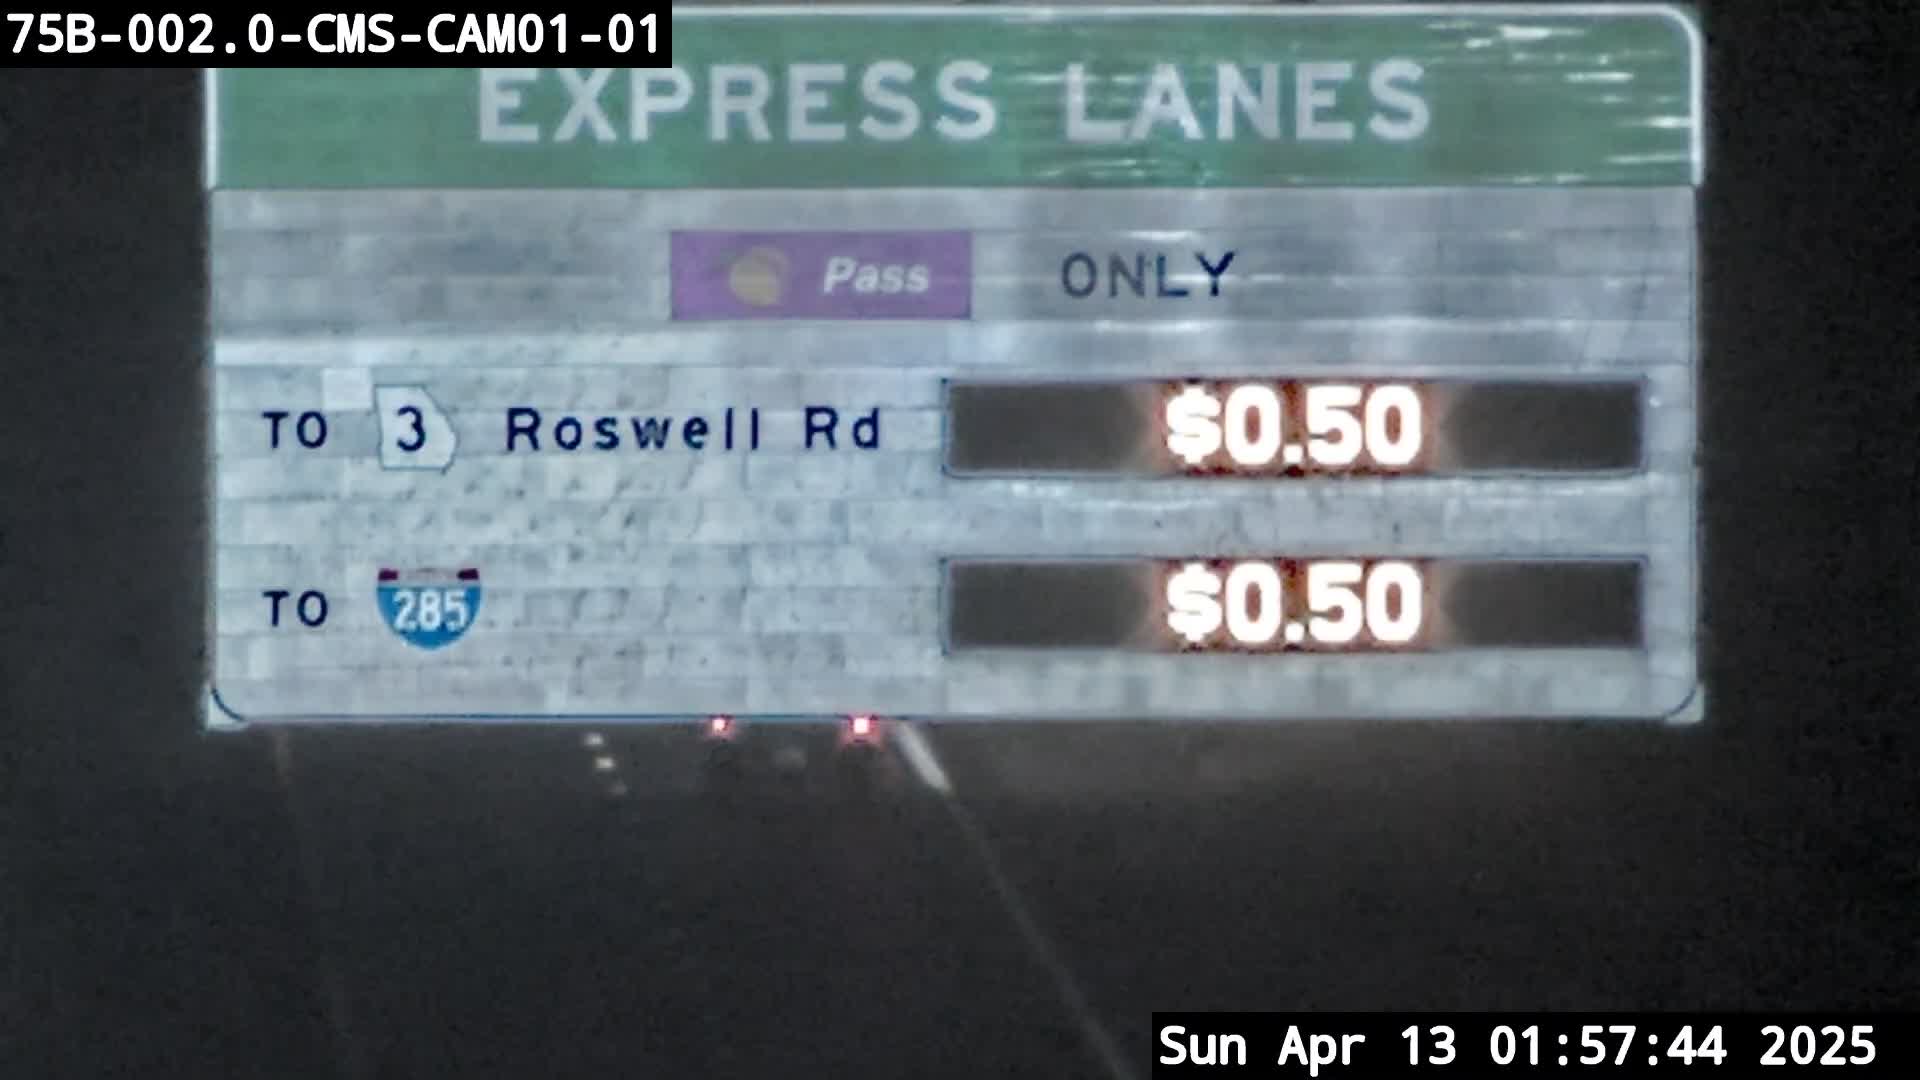 75B-002.0-CMS-CAM01-01
EXPRESS LANES
Pass ONLY
TO 3 Roswell Rd $0.50
TO 285 $0.50
Sun Apr 13 01:57:44 2025